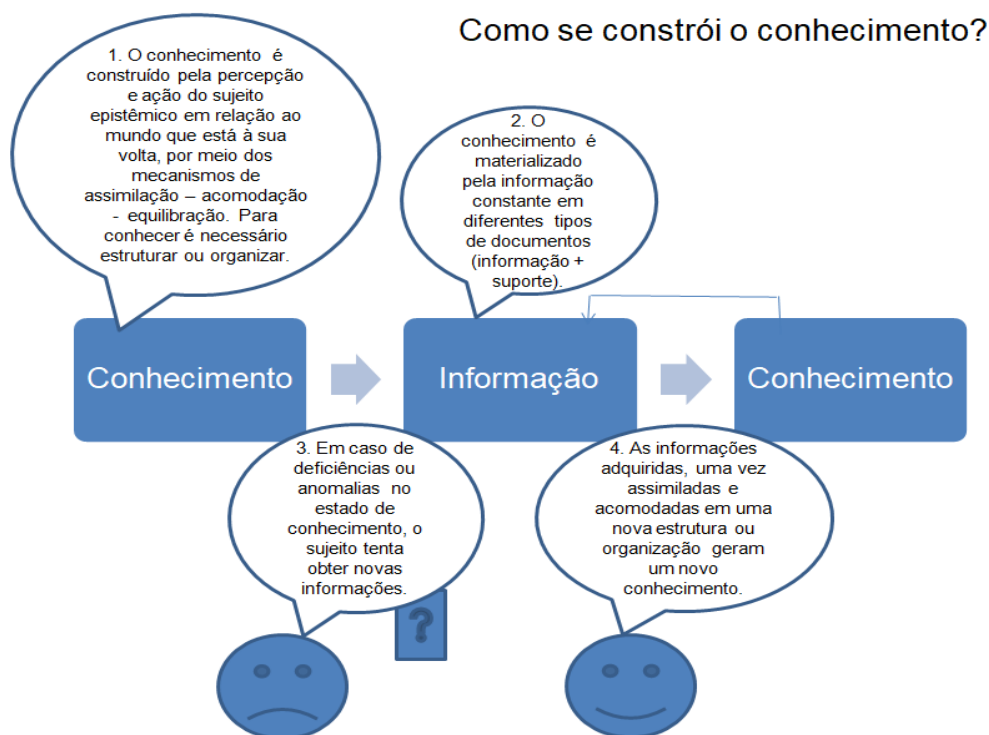 Como se constrói o conhecimento?
1. O conhecimento é
construído pela percepção
e ação do sujeito
epistêmico em relação ao
mundo que está à sua
volta, por meio dos
mecanismos de
assimilação – acomodação
- equilibração. Para
conhecer é necessário
estruturar ou organizar.
2. O
conhecimento é
materializado
pela informação
constante em
diferentes tipos
de documentos
(informação +
suporte).
Conhecimento
Informação
Conhecimento
3. Em caso de
deficiências ou
anomalias no
estado de
conhecimento, o
sujeito tenta
obter novas
informações.
?
4. As informações
adquiridas, uma vez
assimiladas e
acomodadas em uma
nova estrutura ou
organização geram
um novo
conhecimento.